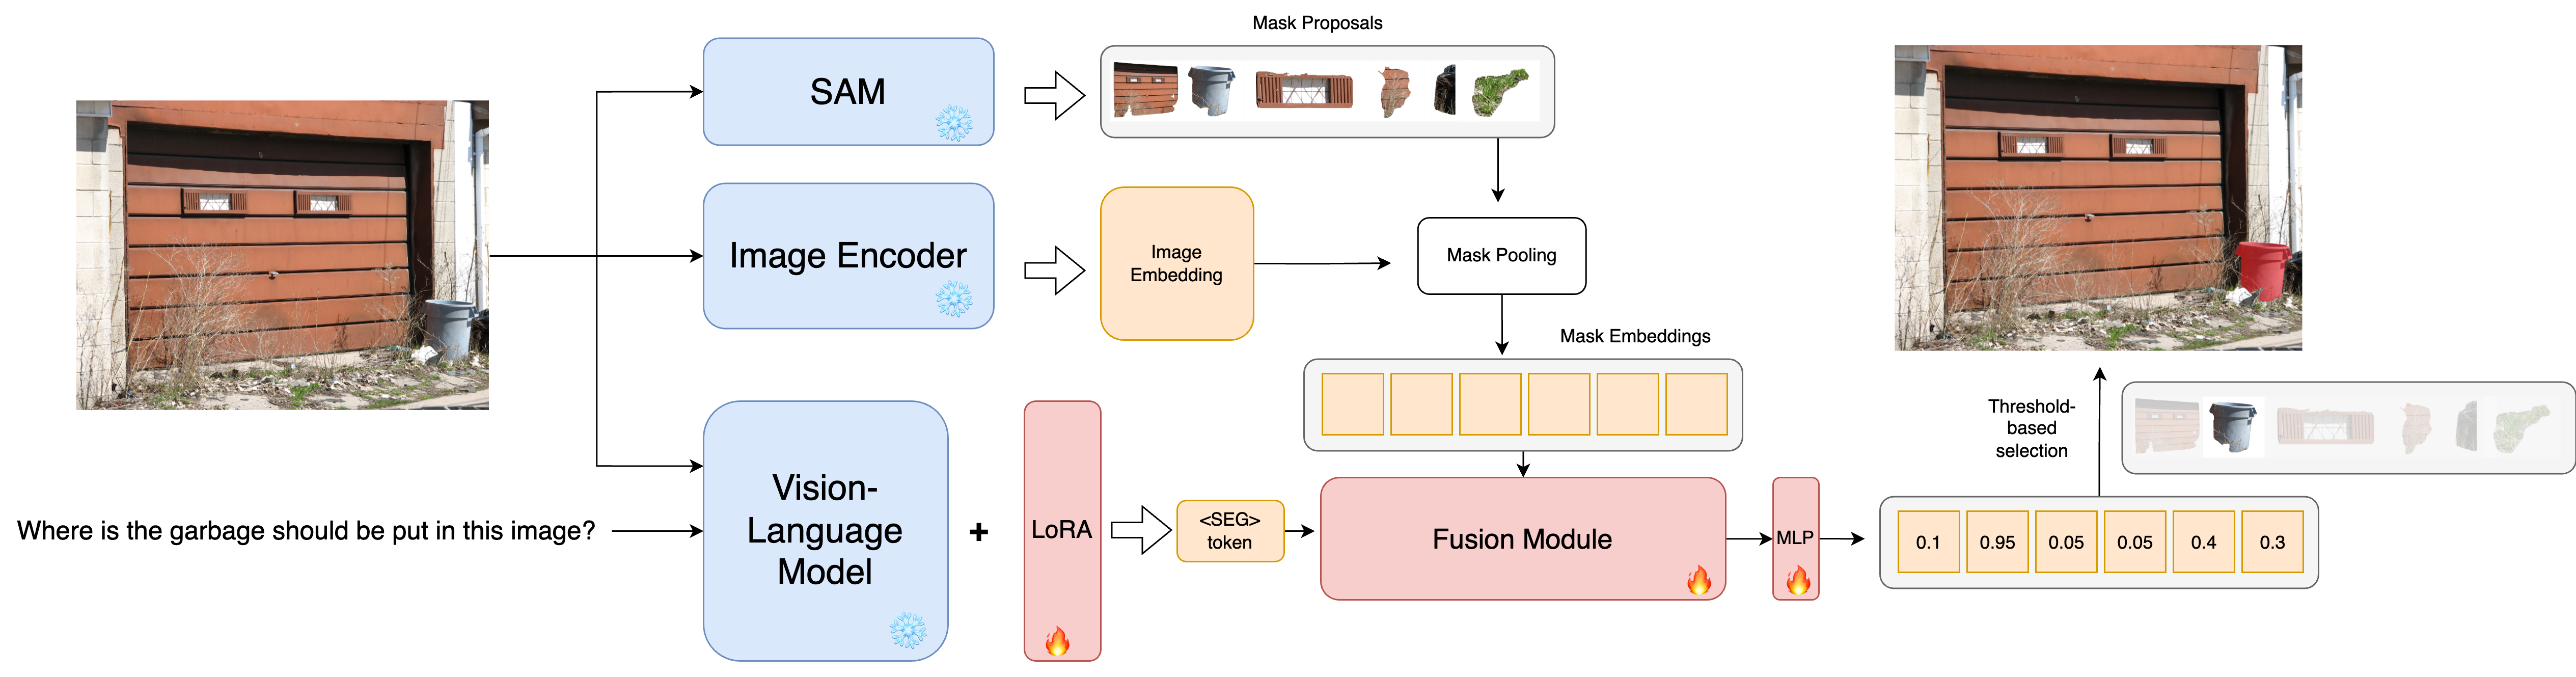 Mask Proposals
SAM
Image Encoder
Image
Embedding
Mask Pooling
Mask Embeddings
Where is the garbage should be put in this image?
Vision-
Language
Model
+
LoRA
<SEG>
token
Fusion Module
MLP
0.1
0.95
0.05
0.05
0.4
0.3
Threshold-
based
selection